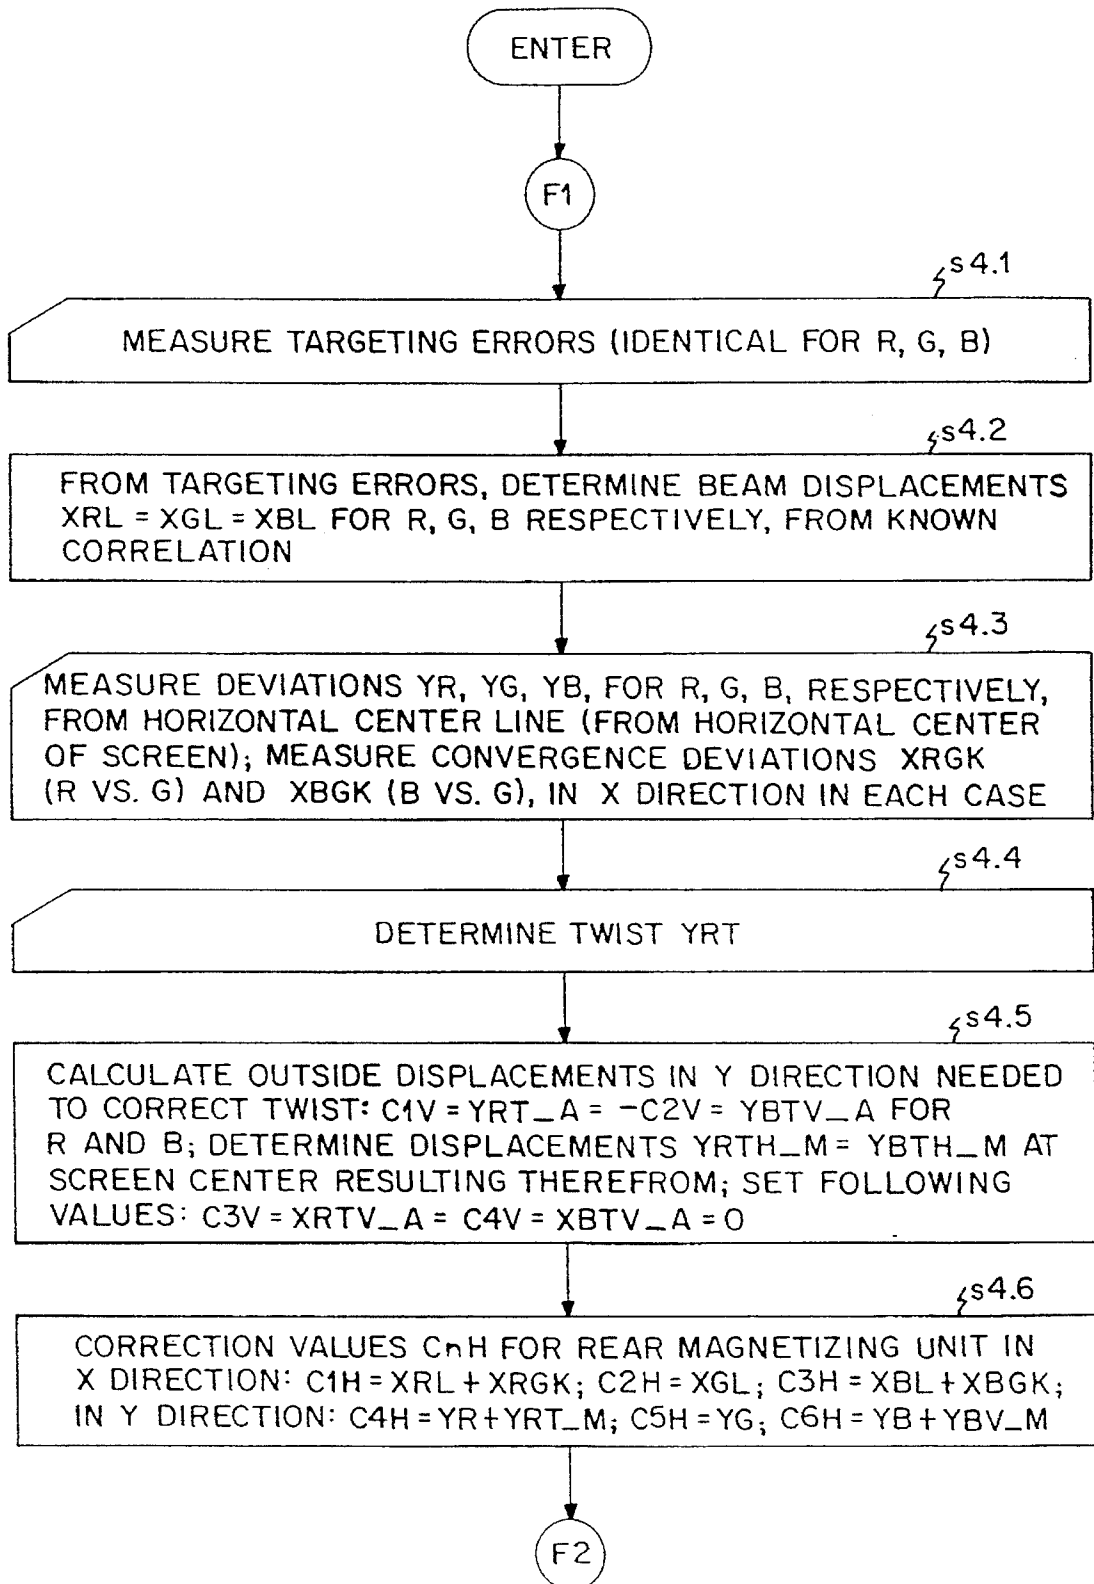 ENTER
F1
s4.1
MEASURE TARGETING ERRORS (IDENTICAL FOR R, G, B)
s4.2
FROM TARGETING ERRORS, DETERMINE BEAM DISPLACEMENTS
XRL = XGL = XBL FOR R, G, B RESPECTIVELY, FROM KNOWN
CORRELATION
s4.3
MEASURE DEVIATIONS YR, YG, YB, FOR R, G, B, RESPECTIVELY,
FROM HORIZONTAL CENTER LINE (FROM HORIZONTAL CENTER
OF SCREEN); MEASURE CONVERGENCE DEVIATIONS XRGK
(R VS. G) AND XBGK (B VS. G), IN X DIRECTION IN EACH CASE
s4.4
DETERMINE TWIST YRT
s4.5
CALCULATE OUTSIDE DISPLACEMENTS IN Y DIRECTION NEEDED
TO CORRECT TWIST: C1V = YRT_A = -C2V = YBTV_A FOR
R AND B; DETERMINE DISPLACEMENTS YRTH_M = YBTH_M AT
SCREEN CENTER RESULTING THEREFROM; SET FOLLOWING
VALUES: C3V = XRTV_A = C4V = XBTV_A = 0
s4.6
CORRECTION VALUES CnH FOR REAR MAGNETIZING UNIT IN
X DIRECTION: C1H = XRL + XRGK; C2H = XGL; C3H = XBL + XBGK;
IN Y DIRECTION: C4H = YR + YRT_M; C5H = YG; C6H = YB + YBV_M
F2